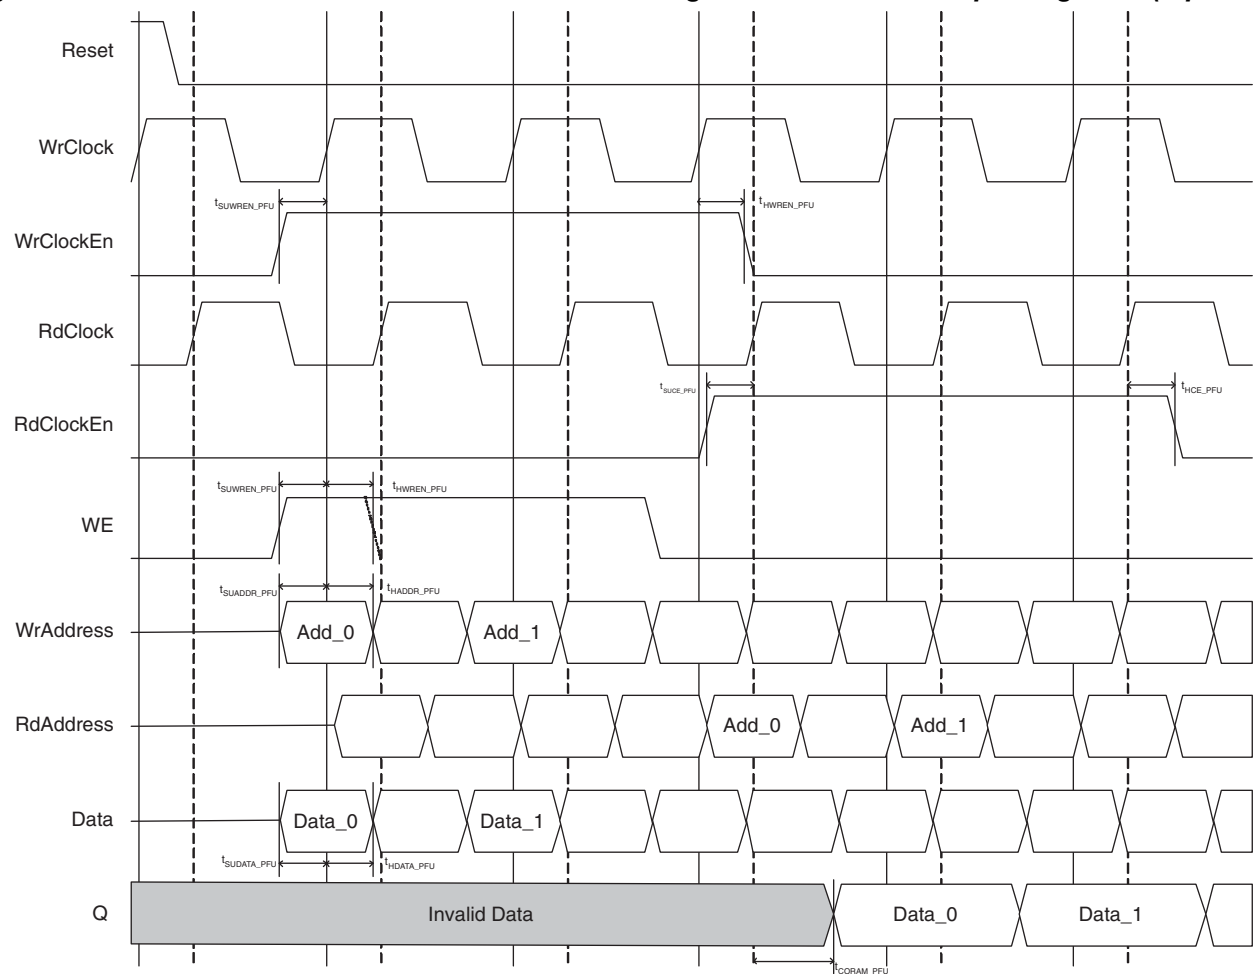 Reset
WrClock
tSUWREN_PFU tHWREN_PFU
WrClockEn
RdClock
tSUCE_PFU tHCE_PFU
RdClockEn
tSUWREN_PFU tHWREN_PFU
WE
tSUADDR_PFU tHADDR_PFU
WrAddress Add_0 Add_1
RdAddress Add_0 Add_1
Data Data_0 Data_1
tSUDATA_PFU tHDATA_PFU
Q Invalid Data Data_0 Data_1
tCORAM_PFU